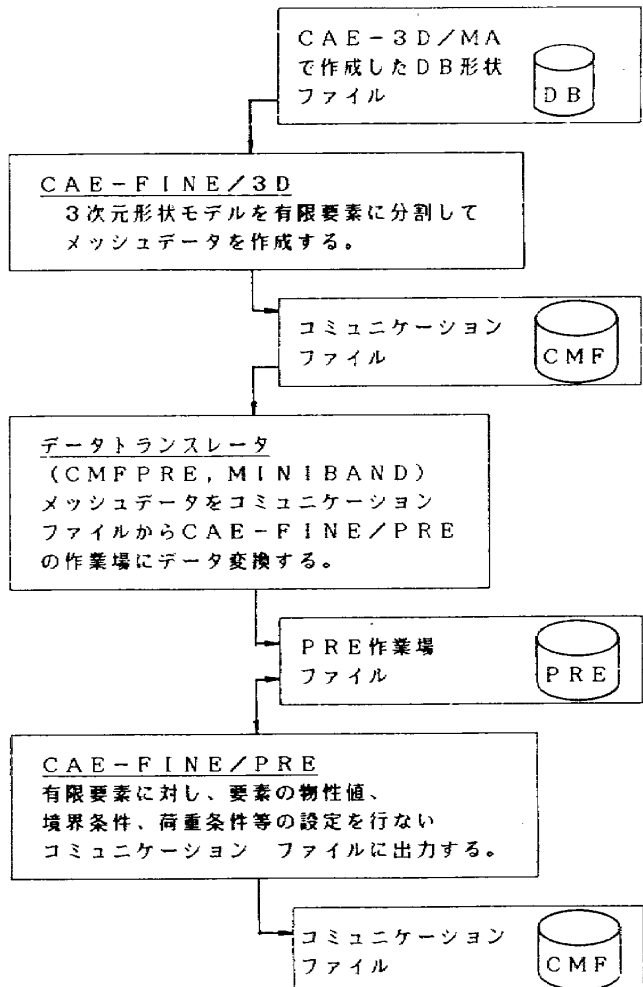 CAE-3D/MA
で作成したDB形状
ファイル
DB
CAE-FINE/3D
3次元形状モデルを有限要素に分割して
メッシュデータを作成する。
コミュニケーション
ファイル
CMF
データトランスレータ
(CMFPRE,MINIBAND)
メッシュデータをコミュニケーション
ファイルからCAE-FINE/PRE
の作業場にデータ変換する。
PRE作業場
ファイル
PRE
CAE-FINE/PRE
有限要素に対し、要素の物性値、
境界条件、荷重条件等の設定を行ない
コミュニケーション ファイルに出力する。
コミュニケーション
ファイル
CMF